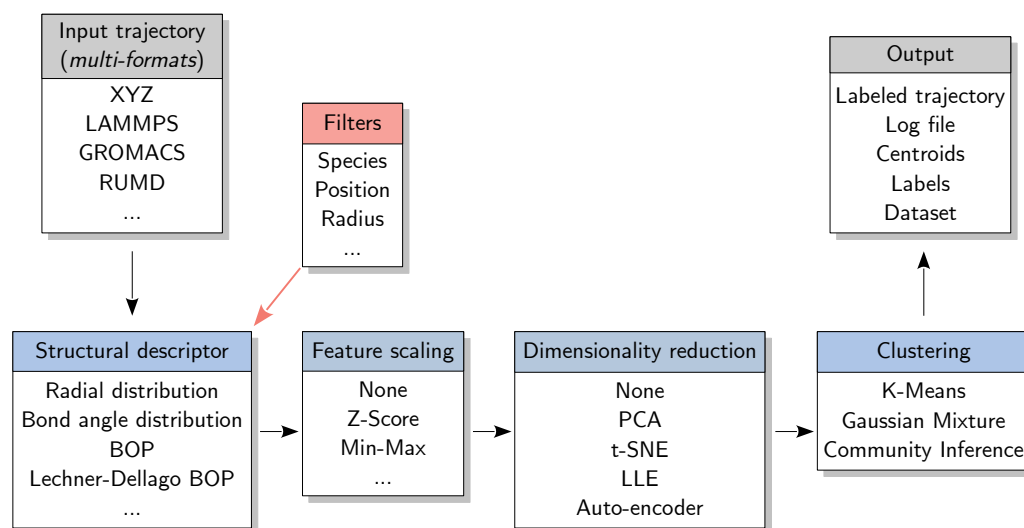 Input trajectory
(multi-formats)
XYZ
LAMMPS
GROMACS
RUMD
...
Filters
Species
Position
Radius
...
Output
Labeled trajectory
Log file
Centroids
Labels
Dataset
Structural descriptor
Radial distribution
Bond angle distribution
BOP
Lechner-Dellago BOP
...
Feature scaling
None
Z-Score
Min-Max
...
Dimensionality reduction
None
PCA
t-SNE
LLE
Auto-encoder
Clustering
K-Means
Gaussian Mixture
Community Inference